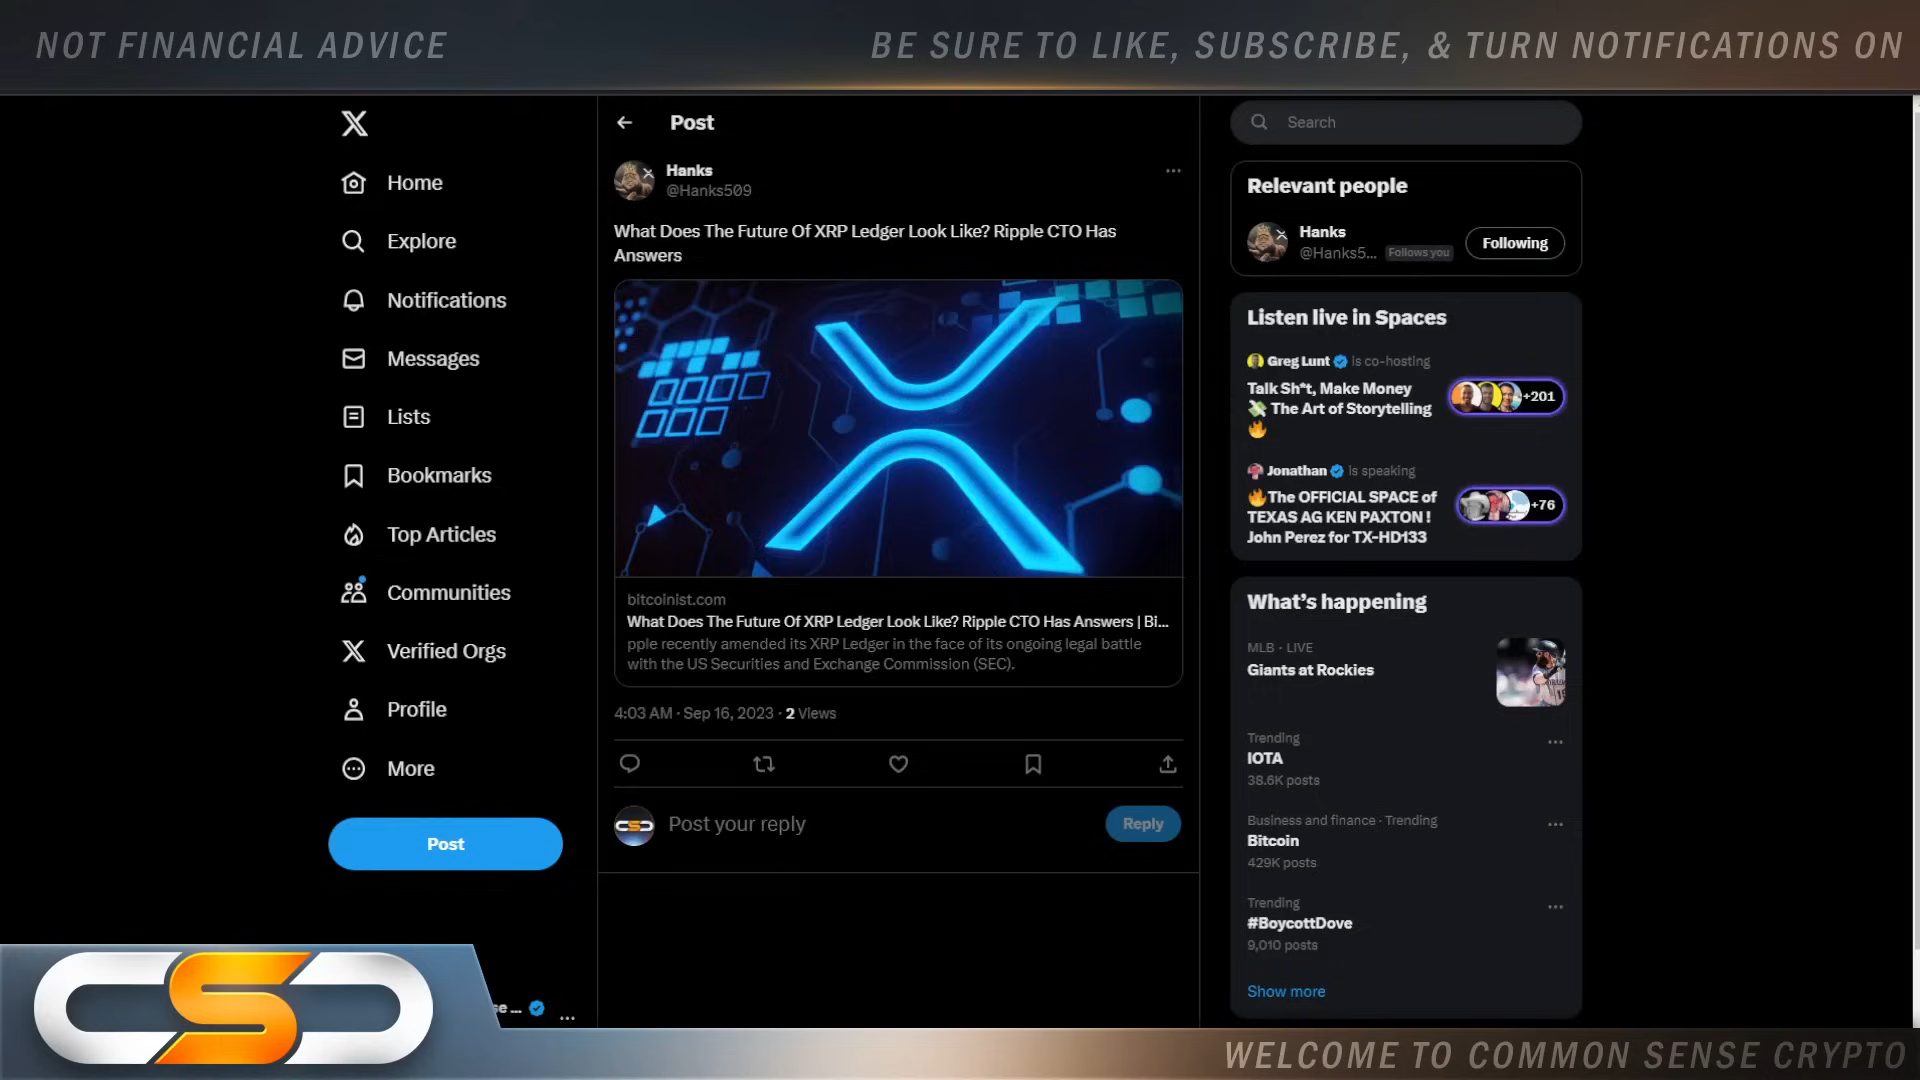 NOT FINANCIAL ADVICE
BE SURE TO LIKE, SUBSCRIBE, & TURN NOTIFICATIONS ON
Home
Explore
Notifications
Messages
Lists
Bookmarks
Top Articles
Communities
Verified Orgs
Profile
More
Post
se ...
Post
Hanks
@Hanks509
What Does The Future Of XRP Ledger Look Like? Ripple CTO Has
Answers
bitcoinist.com
What Does The Future Of XRP Ledger Look Like? Ripple CTO Has Answers | Bi...
pple recently amended its XRP Ledger in the face of its ongoing legal battle
with the US Securities and Exchange Commission (SEC).
4:03 AM · Sep 16, 2023 · 2 Views
Post your reply
Reply
Search
Relevant people
Hanks
@Hanks5... Follows you
Following
Listen live in Spaces
Greg Lunt is co-hosting
Talk Sh*t, Make Money
The Art of Storytelling
+201
Jonathan is speaking
The OFFICIAL SPACE of
TEXAS AG KEN PAXTON !
John Perez for TX-HD133
+76
What's happening
MLB · LIVE
Giants at Rockies
Trending
IOTA
38.6K posts
Business and finance · Trending
Bitcoin
429K posts
Trending
#BoycottDove
9,010 posts
Show more
CSC
WELCOME TO COMMON SENSE CRYPTO